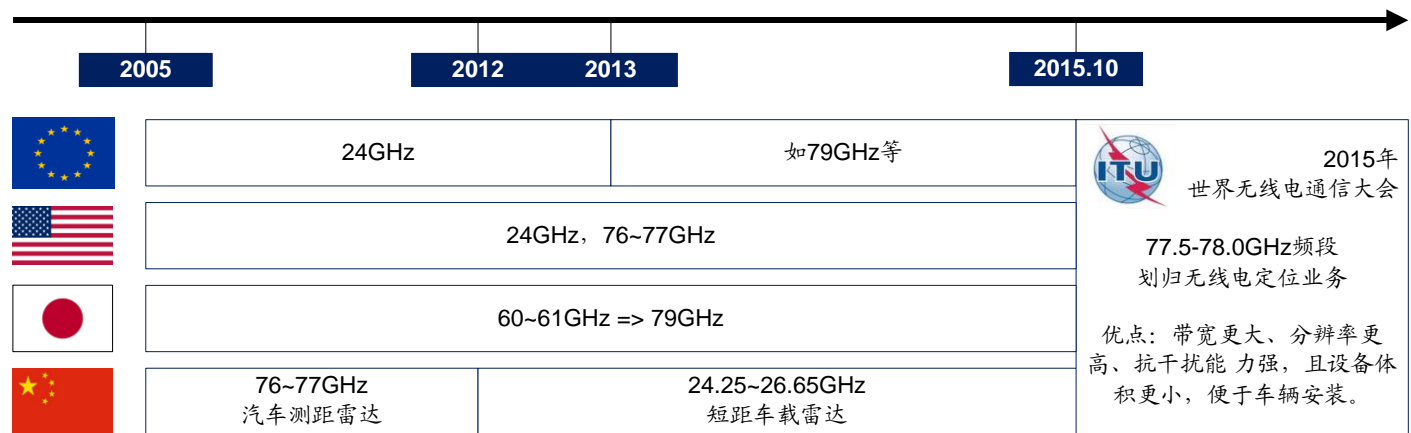 2005
2012
2013
2015.10
24GHz
如79GHz等
24GHz，76~77GHz
60~61GHz => 79GHz
76~77GHz
汽车测距雷达
24.25~26.65GHz
短距车载雷达
ITU
2015年
世界无线电通信大会
77.5-78.0GHz频段
划归无线电定位业务
优点：带宽更大、分辨率更
高、抗干扰能 力强，且设备体
积更小，便于车辆安装。